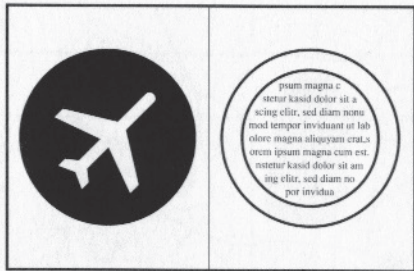 psum magna c
stetur kasid dolor sit a
scing elitr, sed diam nonu
mod tempor inviduant ut lab
olore magna aliquyam erat.s
orem ipsum magna cum est.
nstetur kasid dolor sit am
ing elitr, sed diam no
por invidua